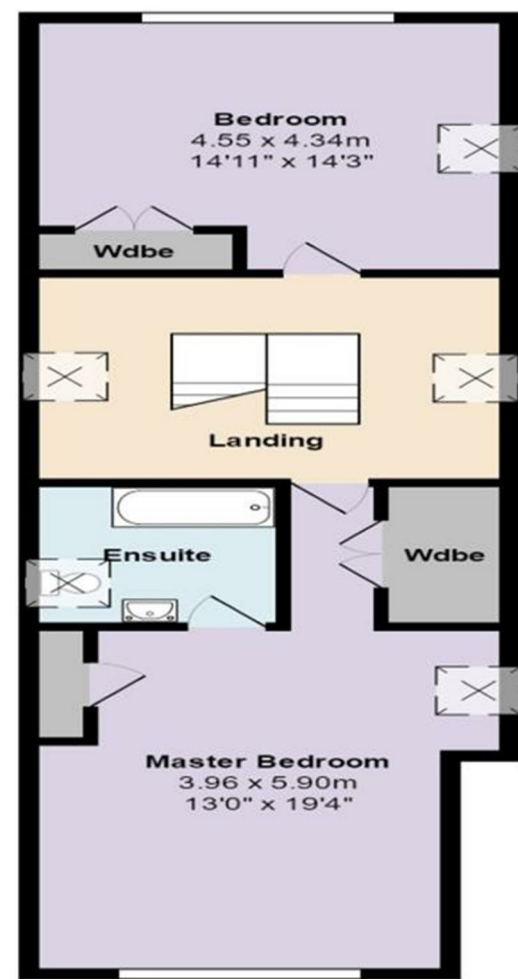 Bedroom
4.55 x 4.34m
14'11" x 14'3"
Wdbe
Landing
Ensuite
Wdbe
Master Bedroom
3.96 x 5.90m
13'0" x 19'4"